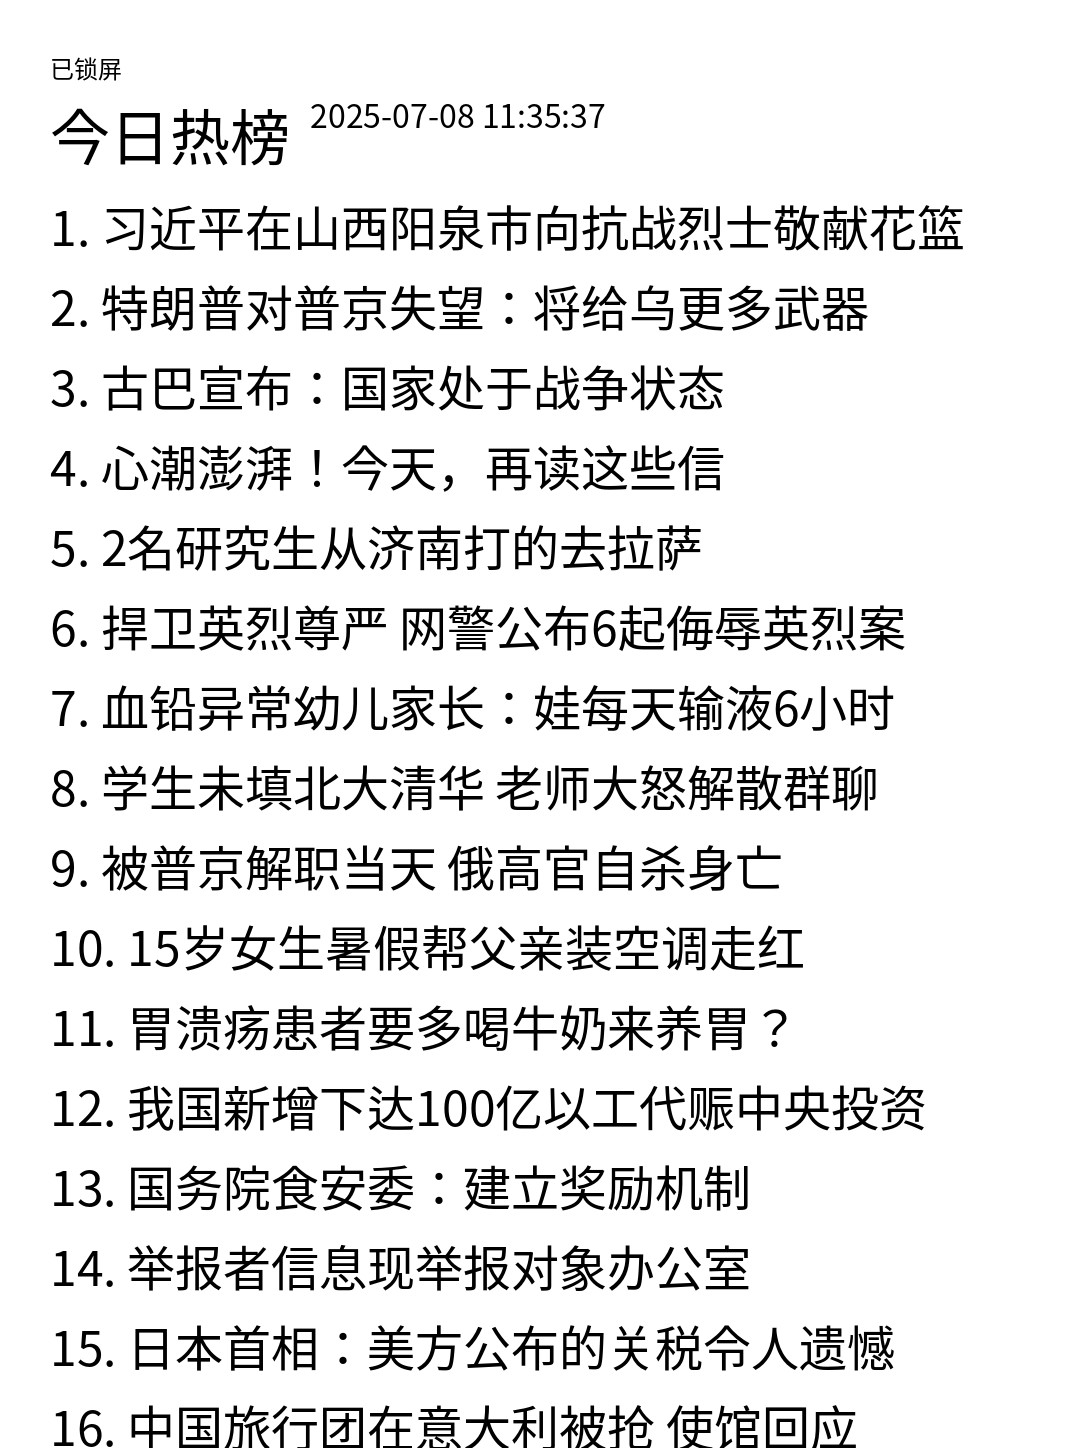 已锁屏
今日热榜 2025-07-08 11:35:37
1. 习近平在山西阳泉市向抗战烈士敬献花篮
2. 特朗普对普京失望：将给乌更多武器
3. 古巴宣布：国家处于战争状态
4. 心潮澎湃！今天，再读这些信
5. 2名研究生从济南打的去拉萨
6. 捍卫英烈尊严 网警公布6起侮辱英烈案
7. 血铅异常幼儿家长：娃每天输液6小时
8. 学生未填北大清华 老师大怒解散群聊
9. 被普京解职当天 俄高官自杀身亡
10. 15岁女生暑假帮父亲装空调走红
11. 胃溃疡患者要多喝牛奶来养胃？
12. 我国新增下达100亿以工代赈中央投资
13. 国务院食安委：建立奖励机制
14. 举报者信息现举报对象办公室
15. 日本首相：美方公布的关税令人遗憾
16. 中国旅行团在意大利被抢 使馆回应